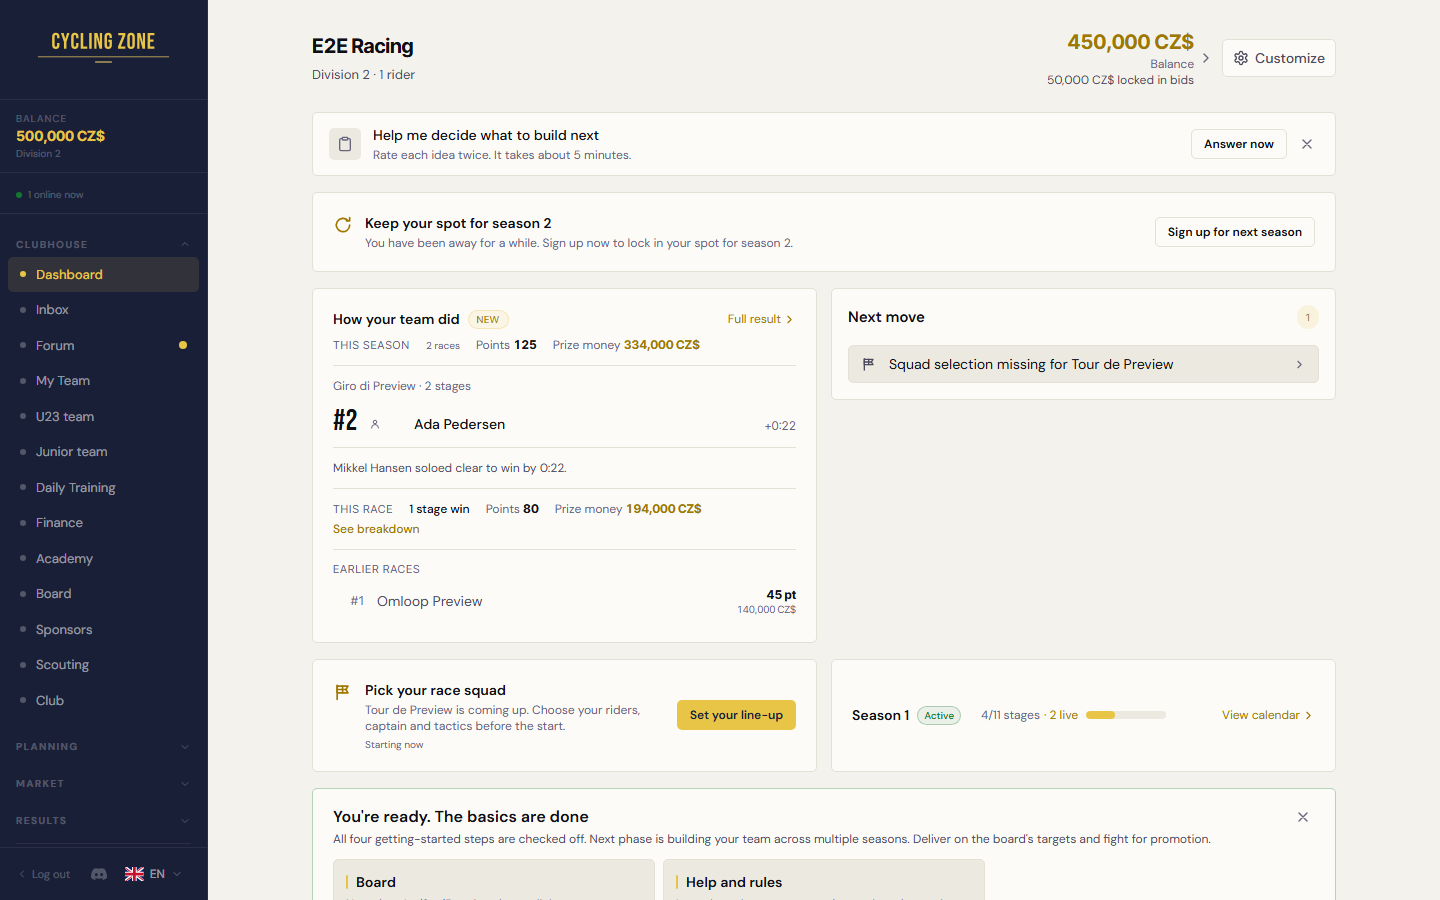 CYCLING ZONE
BALANCE
500,000 CZ$
Division 2
1 online now
CLUBHOUSE
Dashboard
Inbox
Forum
My Team
U23 team
Junior team
Daily Training
Finance
Academy
Board
Sponsors
Scouting
Club
PLANNING
MARKET
RESULTS
Log out
EN
E2E Racing
Division 2 · 1 rider
450,000 CZ$
Balance
50,000 CZ$ locked in bids
Customize
Help me decide what to build next
Rate each idea twice. It takes about 5 minutes.
Answer now
Keep your spot for season 2
You have been away for a while. Sign up now to lock in your spot for season 2.
Sign up for next season
How your team did NEW Full result
THIS SEASON 2 races Points 125 Prize money 334,000 CZ$
Giro di Preview · 2 stages
#2 Ada Pedersen +0:22
Mikkel Hansen soloed clear to win by 0:22.
THIS RACE 1 stage win Points 80 Prize money 194,000 CZ$
See breakdown
EARLIER RACES
#1 Omloop Preview 45 pt
140,000 CZ$
Next move 1
Squad selection missing for Tour de Preview
Pick your race squad
Tour de Preview is coming up. Choose your riders,
captain and tactics before the start.
Starting now
Set your line-up
Season 1 Active 4/11 stages · 2 live View calendar
You're ready. The basics are done
All four getting-started steps are checked off. Next phase is building your team across multiple seasons. Deliver on the board's targets and fight for promotion.
Board
Help and rules